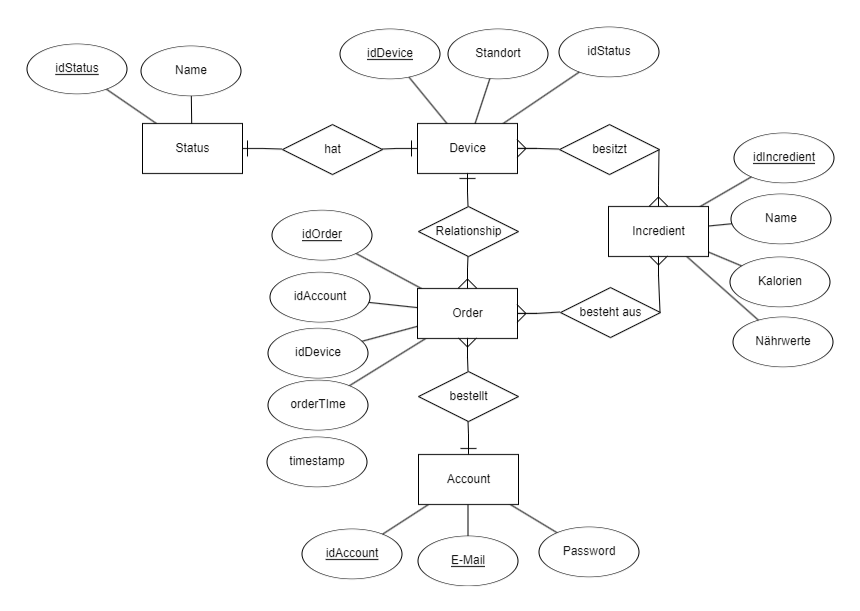 idStatus
Name
idDevice
Standort
idStatus
Status
hat
Device
besitzt
idIncredient
Name
Incredient
Kalorien
Nährwerte
idOrder
Relationship
idAccount
Order
besteht aus
idDevice
orderTIme
bestellt
timestamp
Account
idAccount
E-Mail
Password